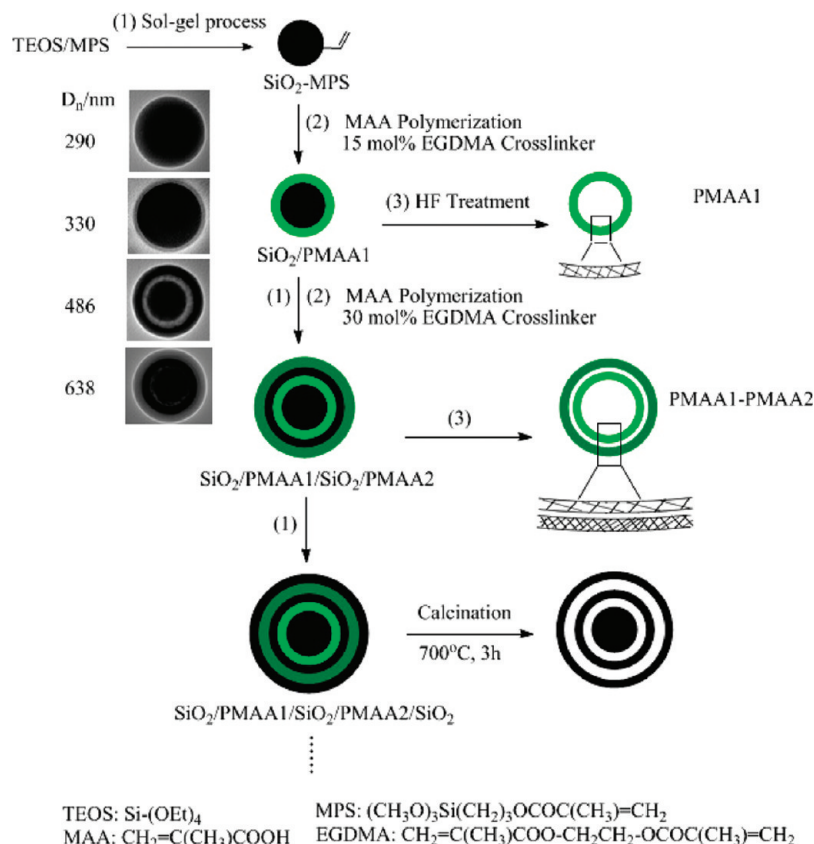 (1) Sol-gel process
TEOS/MPS
SiO₂-MPS
Dₙ/nm
290
330
486
638
(2) MAA Polymerization
15 mol% EGDMA Crosslinker
(3) HF Treatment
PMAA1
SiO₂/PMAA1
(1) (2) MAA Polymerization
30 mol% EGDMA Crosslinker
(3)
PMAA1-PMAA2
SiO₂/PMAA1/SiO₂/PMAA2
(1)
Calcination
700°C, 3h
SiO₂/PMAA1/SiO₂/PMAA2/SiO₂
TEOS: Si-(OEt)₄
MPS: (CH₃O)₃Si(CH₂)₃OCOC(CH₃)=CH₂
MAA: CH₂=C(CH₃)COOH
EGDMA: CH₂=C(CH₃)COO-CH₂CH₂-OCOC(CH₃)=CH₂